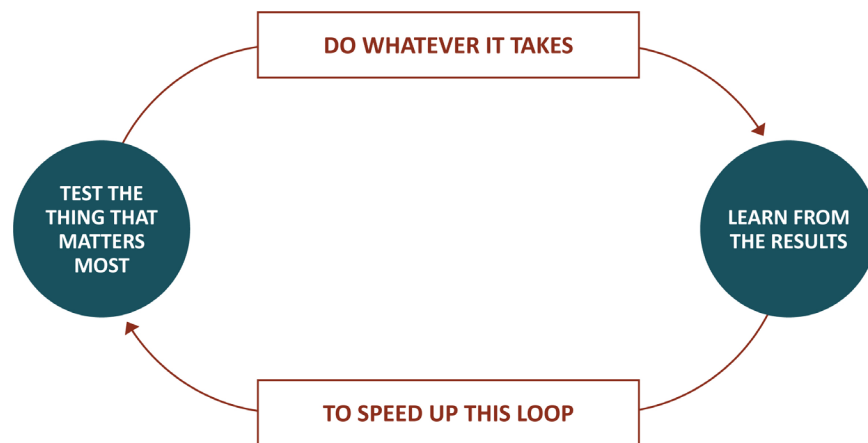 DO WHATEVER IT TAKES
TEST THE
THING THAT
MATTERS
MOST
LEARN FROM
THE RESULTS
TO SPEED UP THIS LOOP